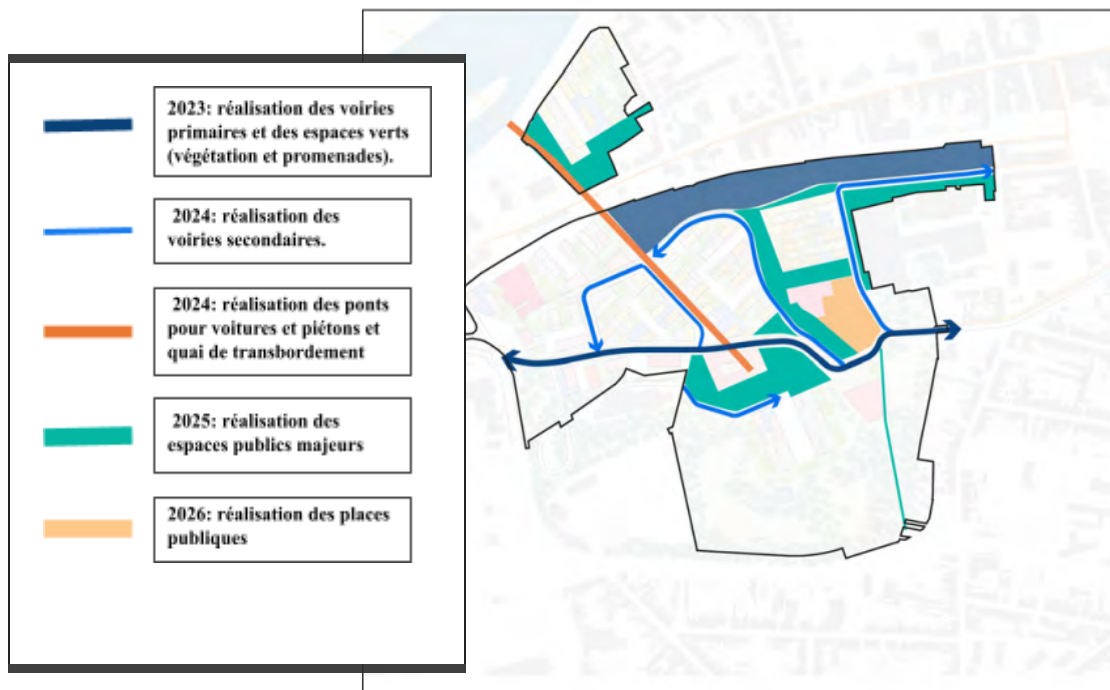 2023: réalisation des voiries
primaires et des espaces verts
(végétation et promenades).
2024: réalisation des
voiries secondaires.
2024: réalisation des ponts
pour voitures et piétons et
quai de transbordement
2025: réalisation des
espaces publics majeurs
2026: réalisation des places
publiques